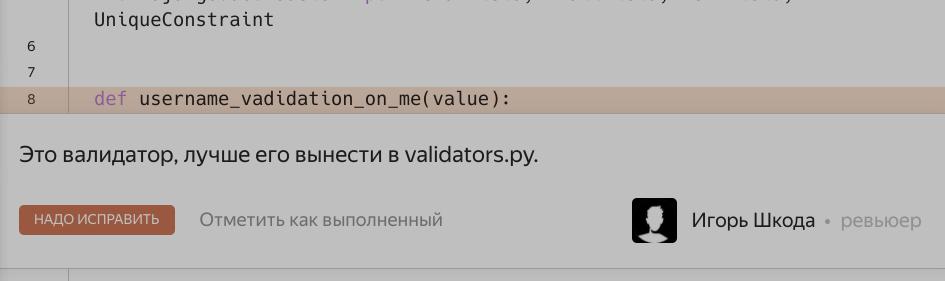 UniqueConstraint
6
7
8 def username_vadidation_on_me(value):
Это валидатор, лучше его вынести в validators.py.
НАДО ИСПРАВИТЬ Отметить как выполненный Игорь Шкода • ревьюер